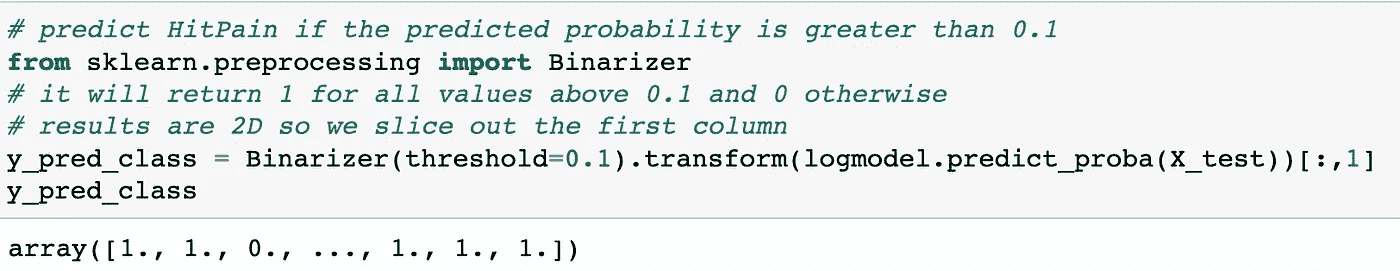 # predict HitPain if the predicted probability is greater than 0.1
from sklearn.preprocessing import Binarizer
# it will return 1 for all values above 0.1 and 0 otherwise
# results are 2D so we slice out the first column
y_pred_class = Binarizer(threshold=0.1).transform(logmodel.predict_proba(X_test))[:,1]
y_pred_class
array([1., 1., 0., ..., 1., 1., 1.])